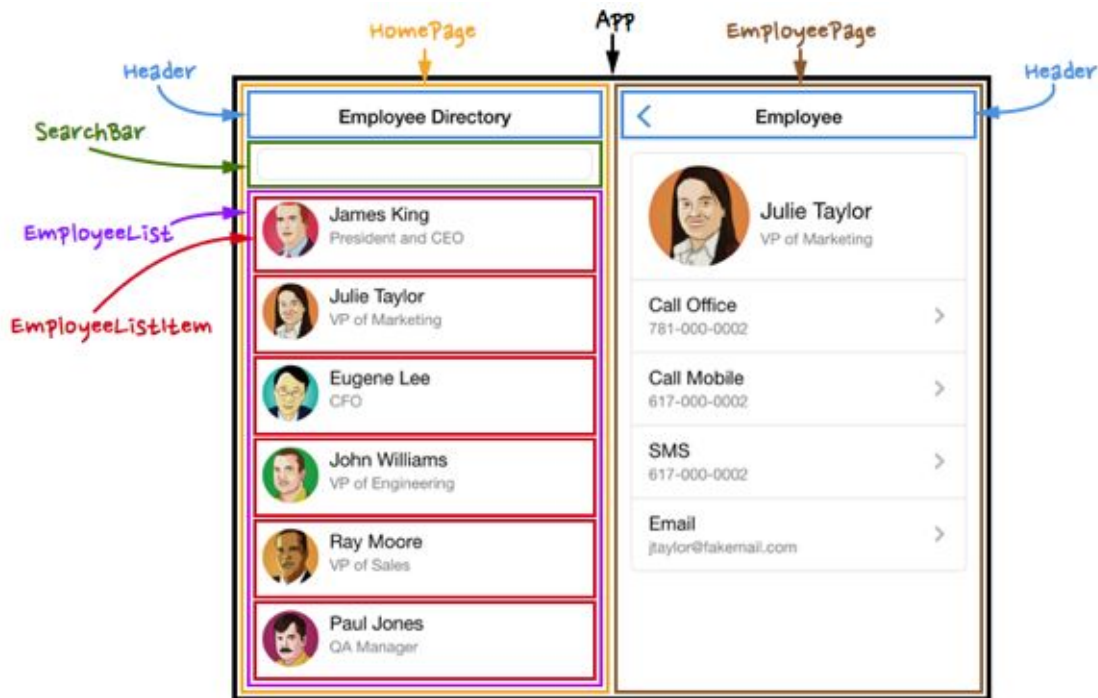 App
HomePage
EmployeePage
Header
Header
Employee Directory
Employee
SearchBar
EmployeeList
EmployeeListItem
James King
President and CEO
Julie Taylor
VP of Marketing
Eugene Lee
CFO
John Williams
VP of Engineering
Ray Moore
VP of Sales
Paul Jones
QA Manager
Julie Taylor
VP of Marketing
Call Office
781-000-0002
Call Mobile
617-000-0002
SMS
617-000-0002
Email
jtaylor@fakemail.com